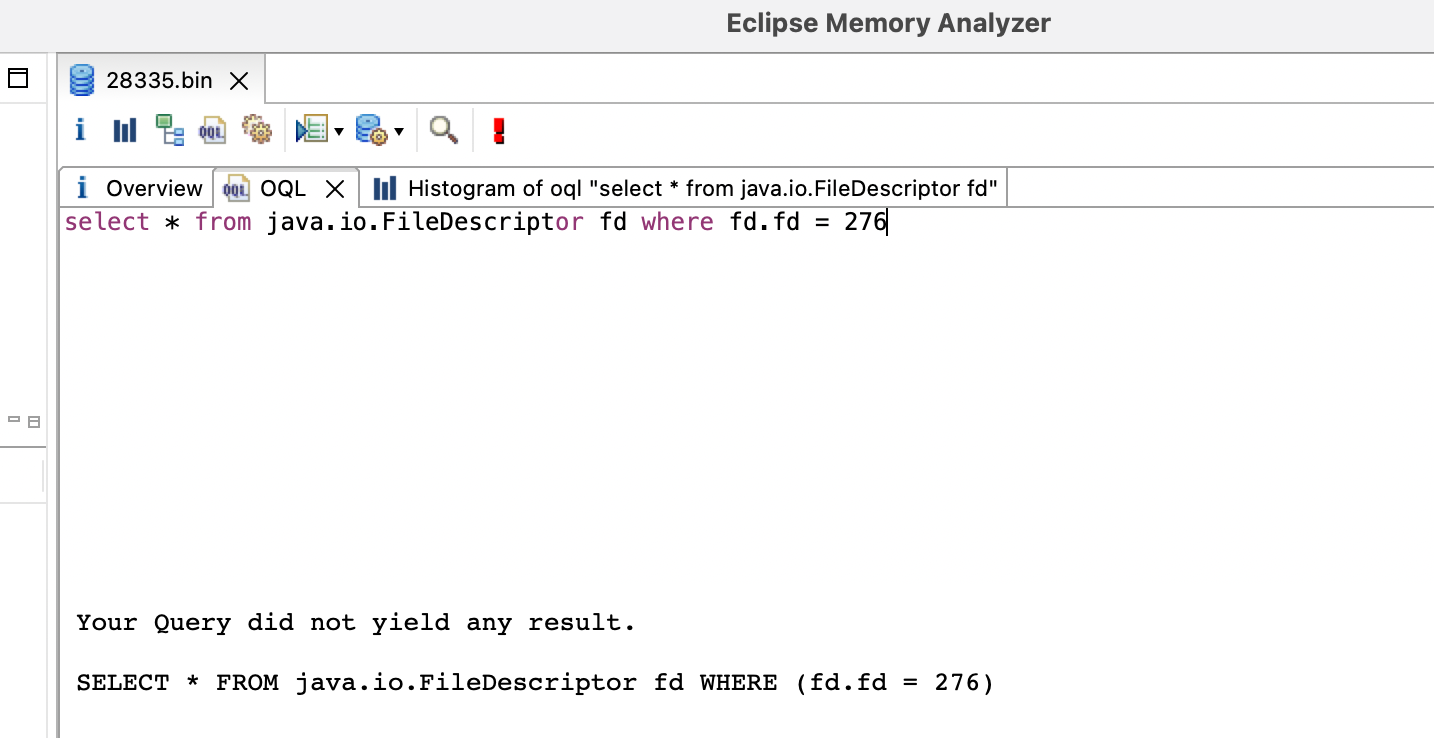 Eclipse Memory Analyzer
28335.bin
OQL
Overview
OQL
OQL
Histogram of oql "select * from java.io.FileDescriptor fd"
select * from java.io.FileDescriptor fd where fd.fd = 276
Your Query did not yield any result.
SELECT * FROM java.io.FileDescriptor fd WHERE (fd.fd = 276)